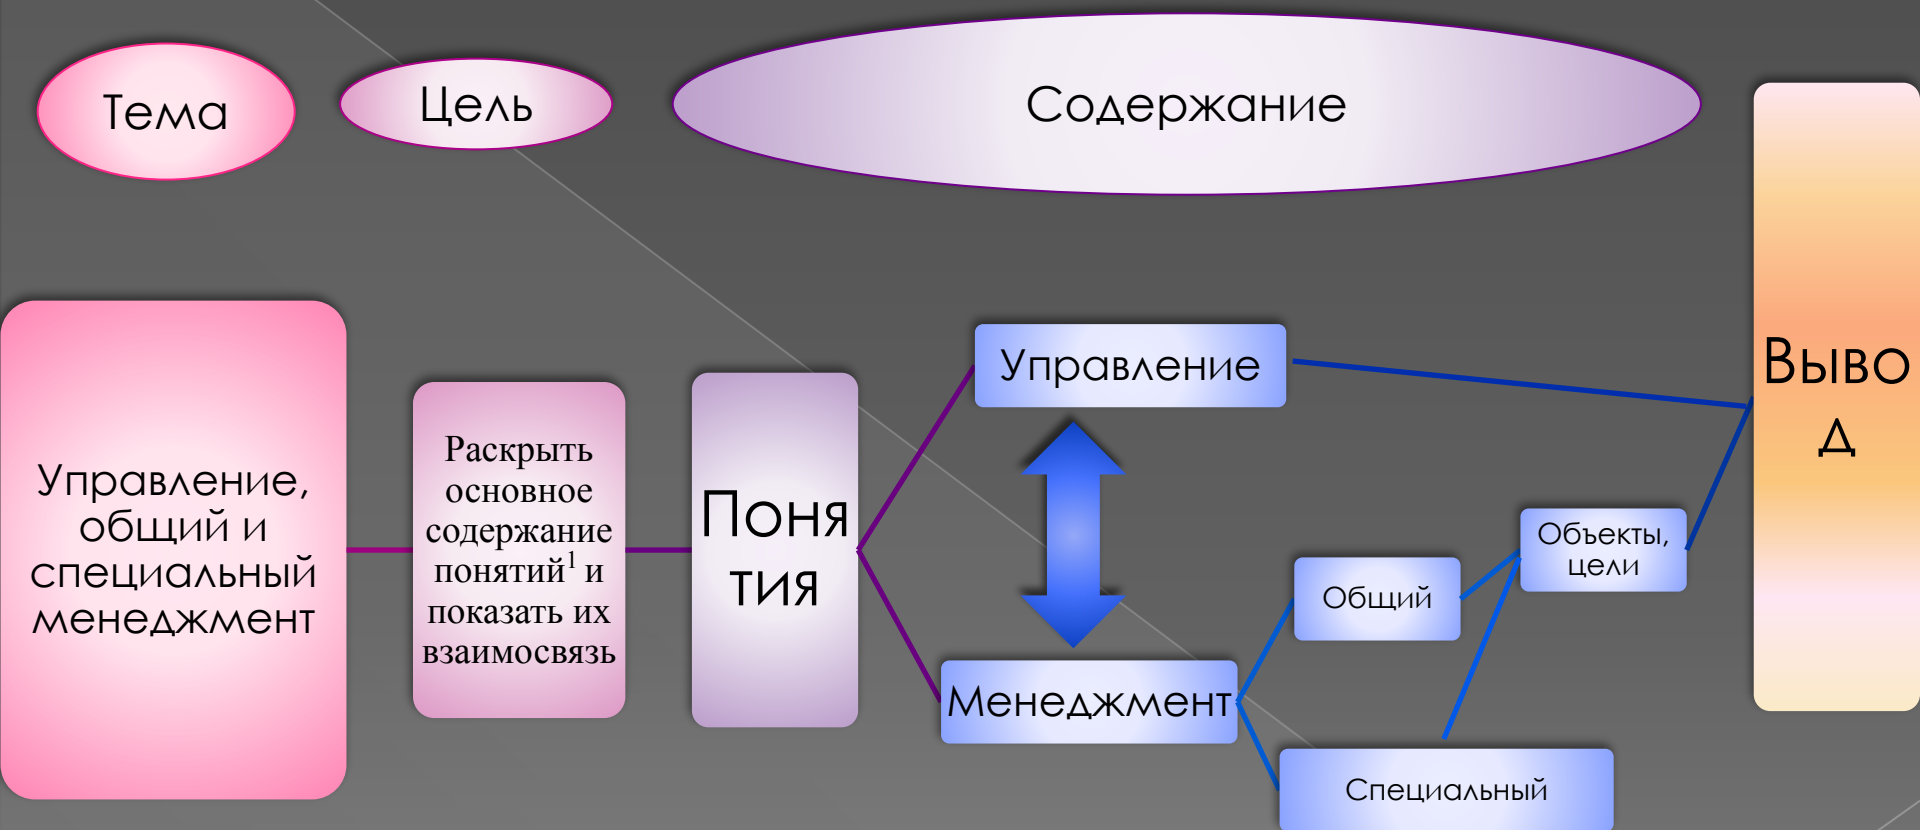 Тема
Цель
Содержание
Управление,
общий и
специальный
менеджмент
Раскрыть
основное
содержание
понятий¹ и
показать их
взаимосвязь
Поня
тия
Управление
Менеджмент
Общий
Специальный
Объекты,
цели
Выво
д